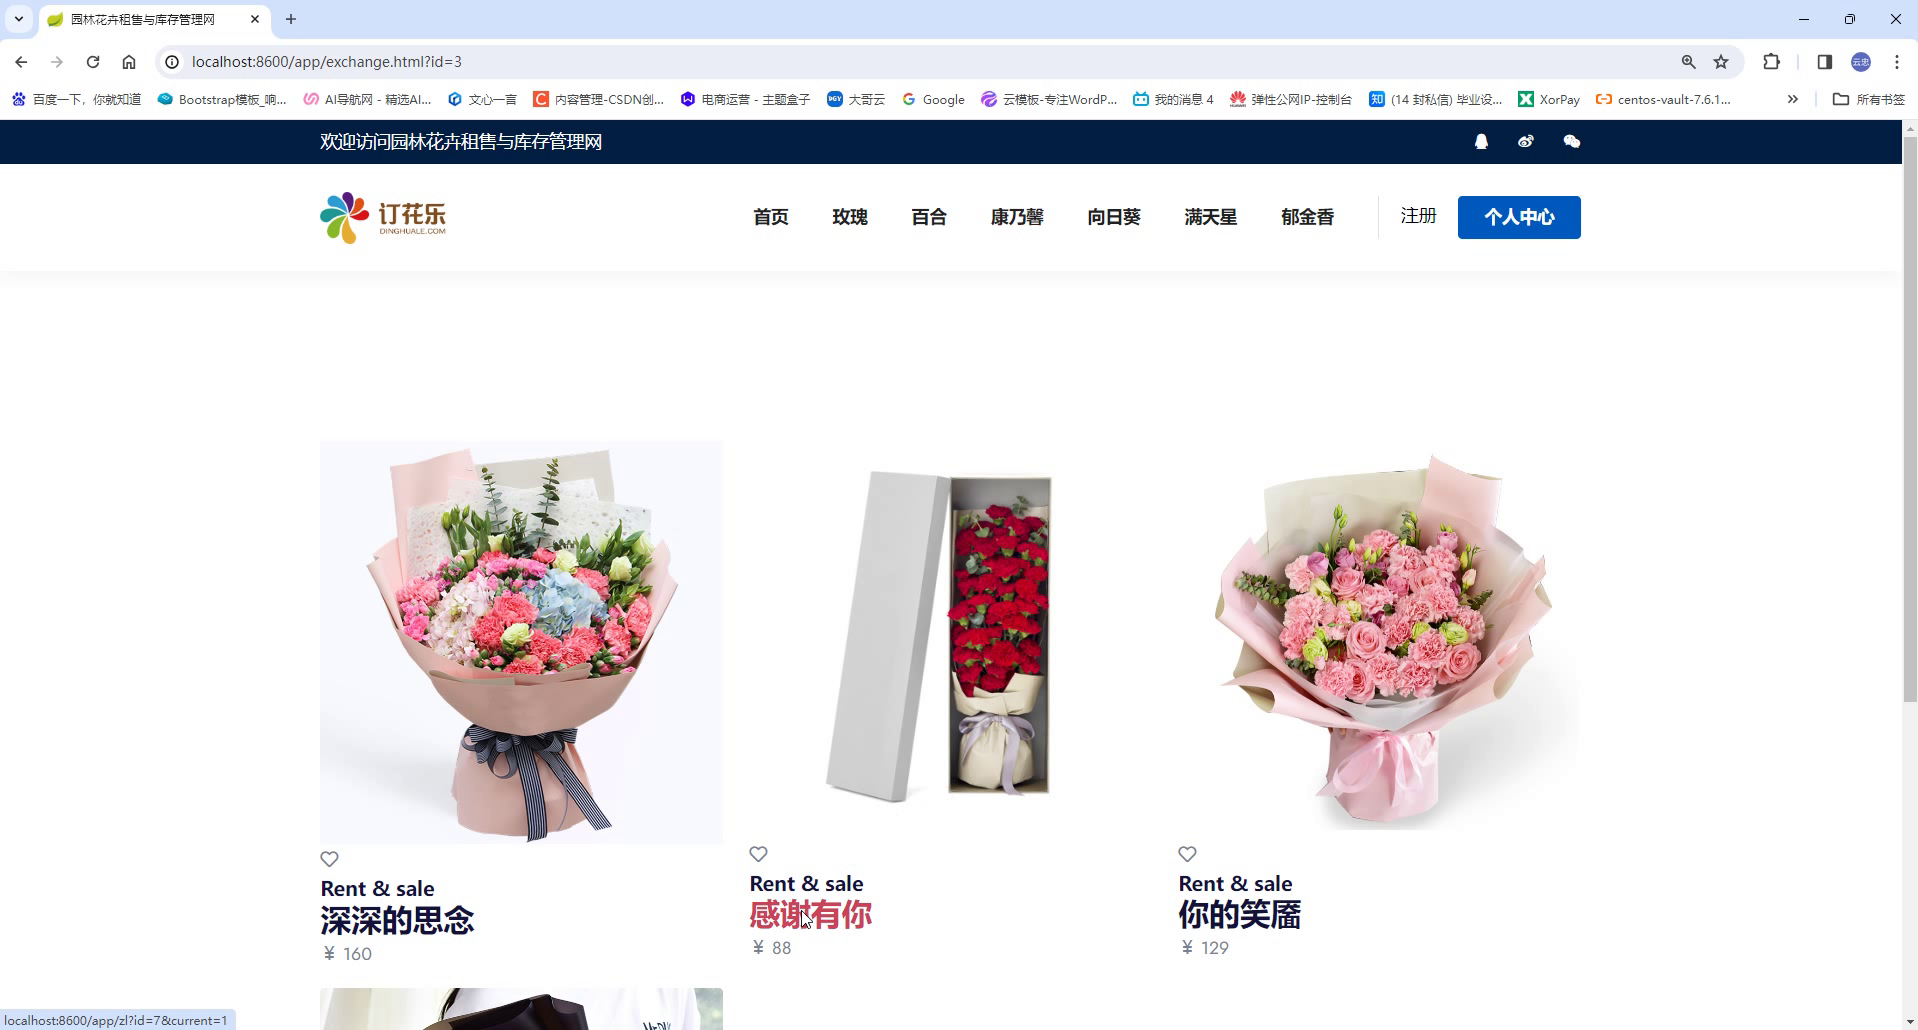 园林花卉租售与库存管理网
localhost:8600/app/exchange.html?id=3
云忠
百度一下，你就知道
Bootstrap模板_响...
AI导航网 - 精选AI...
文心一言
内容管理-CSDN创...
电商运营 - 主题盒子
大哥云
Google
云模板-专注WordP...
我的消息 4
弹性公网IP-控制台
知
(14 封私信) 毕业设...
XorPay
centos-vault-7.6.1...
所有书签
欢迎访问园林花卉租售与库存管理网
订花乐
DINGHUALE.COM
首页
玫瑰
百合
康乃馨
向日葵
满天星
郁金香
注册
个人中心
Rent & sale
深深的思念
¥ 160
Rent & sale
感谢有你
¥ 88
Rent & sale
你的笑靥
¥ 129
localhost:8600/app/zl?id=7&current=1